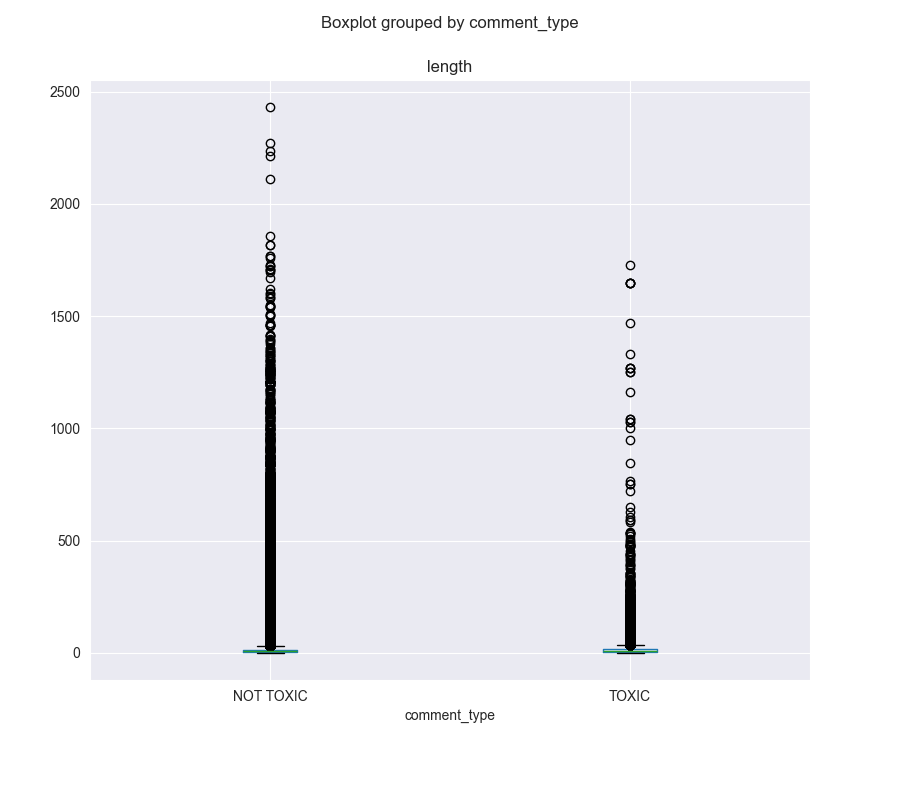 Boxplot grouped by comment_type
length
2500
2000
1500
1000
500
0
NOT TOXIC
TOXIC
comment_type